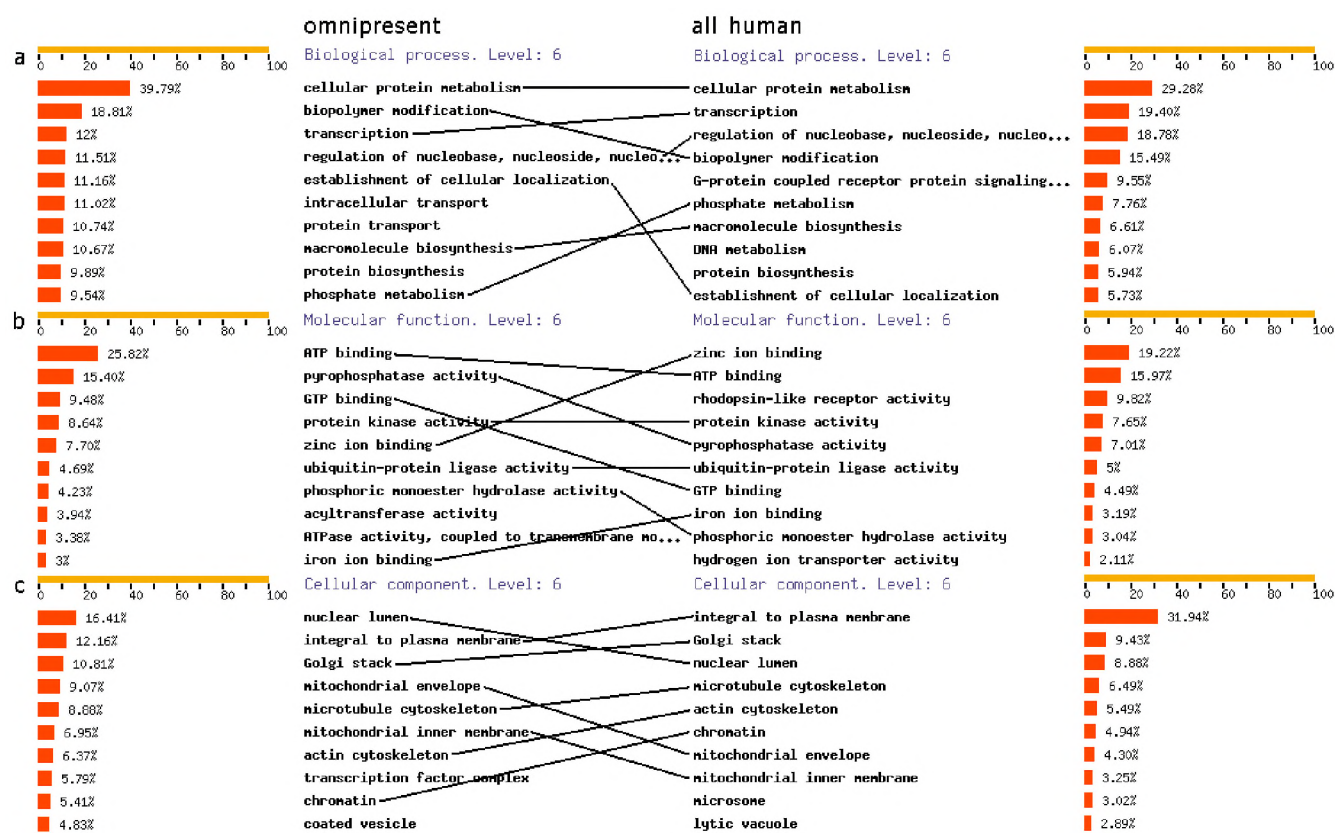 omnipresent all human
a Biological process. Level: 6 Biological process. Level: 6
0 20 40 60 80 100 0 20 40 60 80 100
39.79% cellular protein metabolism cellular protein metabolism 29.28%
18.81% biopolymer modification transcription 19.40%
12% transcription regulation of nucleobase, nucleoside, nucleo... 18.78%
11.51% regulation of nucleobase, nucleoside, nucleo... biopolymer modification 15.49%
11.16% establishment of cellular localization G-protein coupled receptor protein signaling... 9.55%
11.02% intracellular transport phosphate metabolism 7.76%
10.74% protein transport macromolecule biosynthesis 6.61%
10.67% macromolecule biosynthesis DNA metabolism 6.07%
9.89% protein biosynthesis protein biosynthesis 5.94%
9.54% phosphate metabolism establishment of cellular localization 5.73%
b Molecular function. Level: 6 Molecular function. Level: 6
0 20 40 60 80 100 0 20 40 60 80 100
25.82% ATP binding zinc ion binding 19.22%
15.40% pyrophosphatase activity ATP binding 15.97%
9.48% GTP binding rhodopsin-like receptor activity 9.82%
8.64% protein kinase activity protein kinase activity 7.65%
7.70% zinc ion binding pyrophosphatase activity 7.01%
4.69% ubiquitin-protein ligase activity ubiquitin-protein ligase activity 5%
4.23% phosphoric monoester hydrolase activity GTP binding 4.49%
3.94% acyltransferase activity iron ion binding 3.19%
3.38% ATPase activity, coupled to transmembrane mo... phosphoric monoester hydrolase activity 3.04%
3% iron ion binding hydrogen ion transporter activity 2.11%
c Cellular component. Level: 6 Cellular component. Level: 6
0 20 40 60 80 100 0 20 40 60 80 100
16.41% nuclear lumen integral to plasma membrane 31.94%
12.16% integral to plasma membrane Golgi stack 9.43%
10.81% Golgi stack nuclear lumen 8.88%
9.07% mitochondrial envelope microtubule cytoskeleton 6.49%
8.88% microtubule cytoskeleton actin cytoskeleton 5.49%
6.95% mitochondrial inner membrane chromatin 4.94%
6.37% actin cytoskeleton mitochondrial envelope 4.30%
5.79% transcription factor complex mitochondrial inner membrane 3.25%
5.41% chromatin microsome 3.02%
4.83% coated vesicle lytic vacuole 2.89%